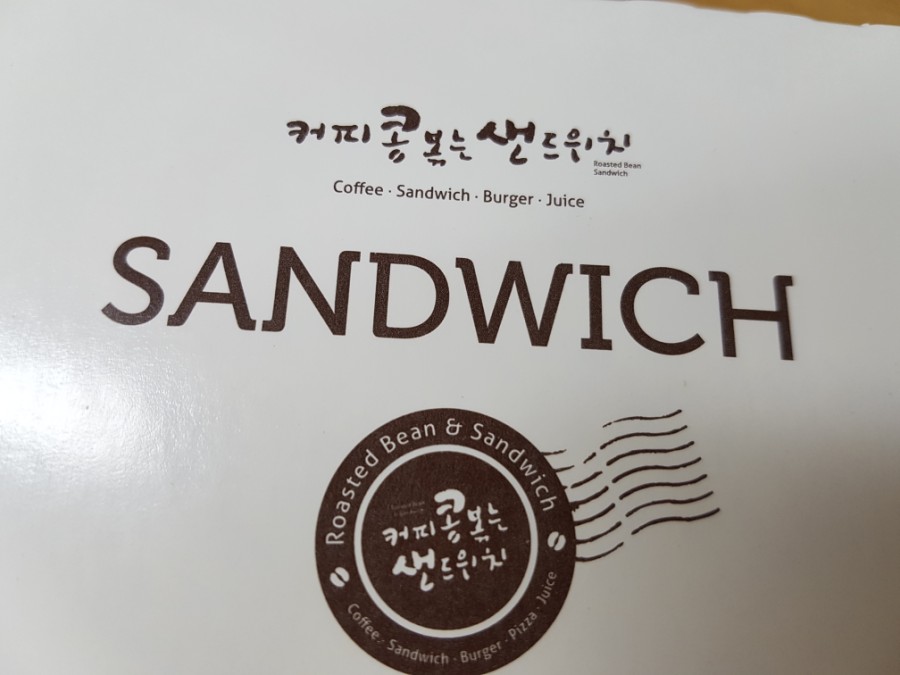 커피콩볶는샌드위치
Roasted Bean
Sandwich
Coffee · Sandwich · Burger · Juice
SANDWICH
Roasted Bean & Sandwich
커피콩볶는
샌드위치
Coffee · Sandwich · Burger · Pizza · Juice